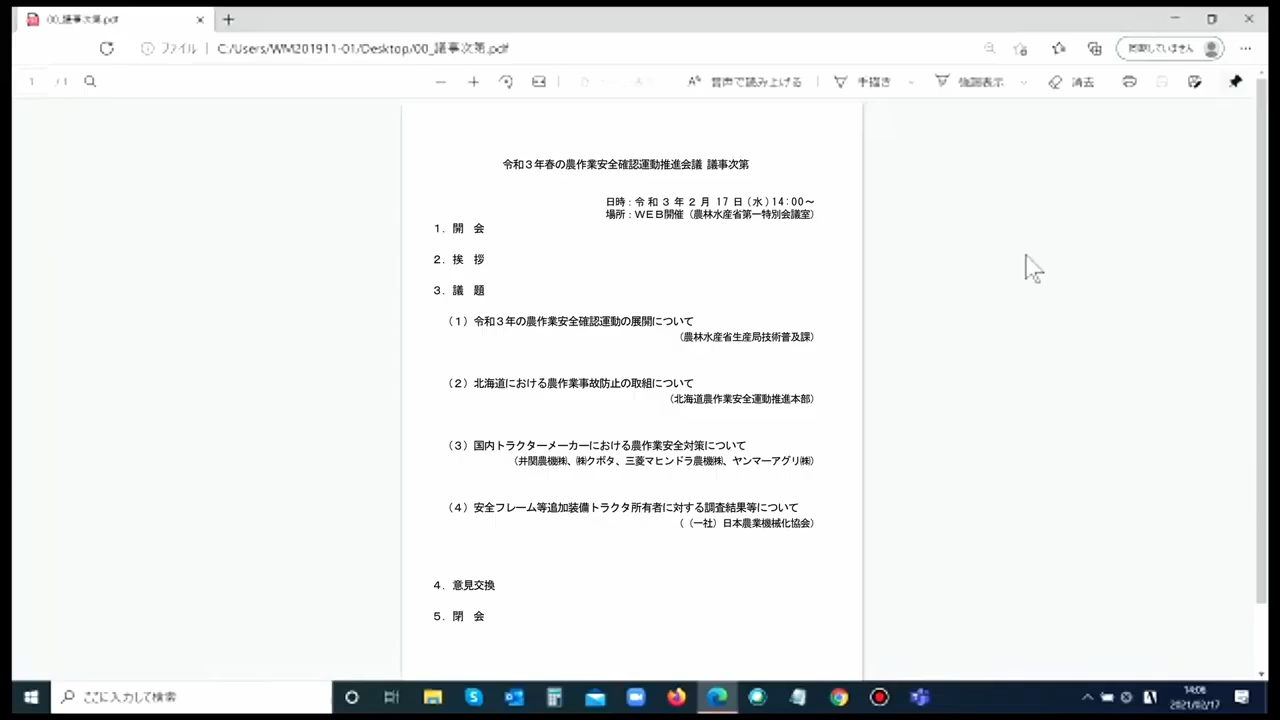 00_議事次第.pdf
ファイル | C:/Users/WM201911-01/Desktop/00_議事次第.pdf
同期していません
1 / 1
音声で読み上げる
手描き
強調表示
消去
令和３年春の農作業安全確認運動推進会議 議事次第
日時：令 和 ３ 年 ２ 月 17 日（水）14:00～
場所：ＷＥＢ開催（農林水産省第一特別会議室）
１．開　会
２．挨　拶
３．議　題
（１）令和３年の農作業安全確認運動の展開について
（農林水産省生産局技術普及課）
（２）北海道における農作業事故防止の取組について
（北海道農作業安全運動推進本部）
（３）国内トラクターメーカーにおける農作業安全対策について
（井関農機㈱、㈱クボタ、三菱マヒンドラ農機㈱、ヤンマーアグリ㈱）
（４）安全フレーム等追加装備トラクタ所有者に対する調査結果等について
（（一社）日本農業機械化協会）
４．意見交換
５．閉　会
ここに入力して検索
14:06
2021/02/17